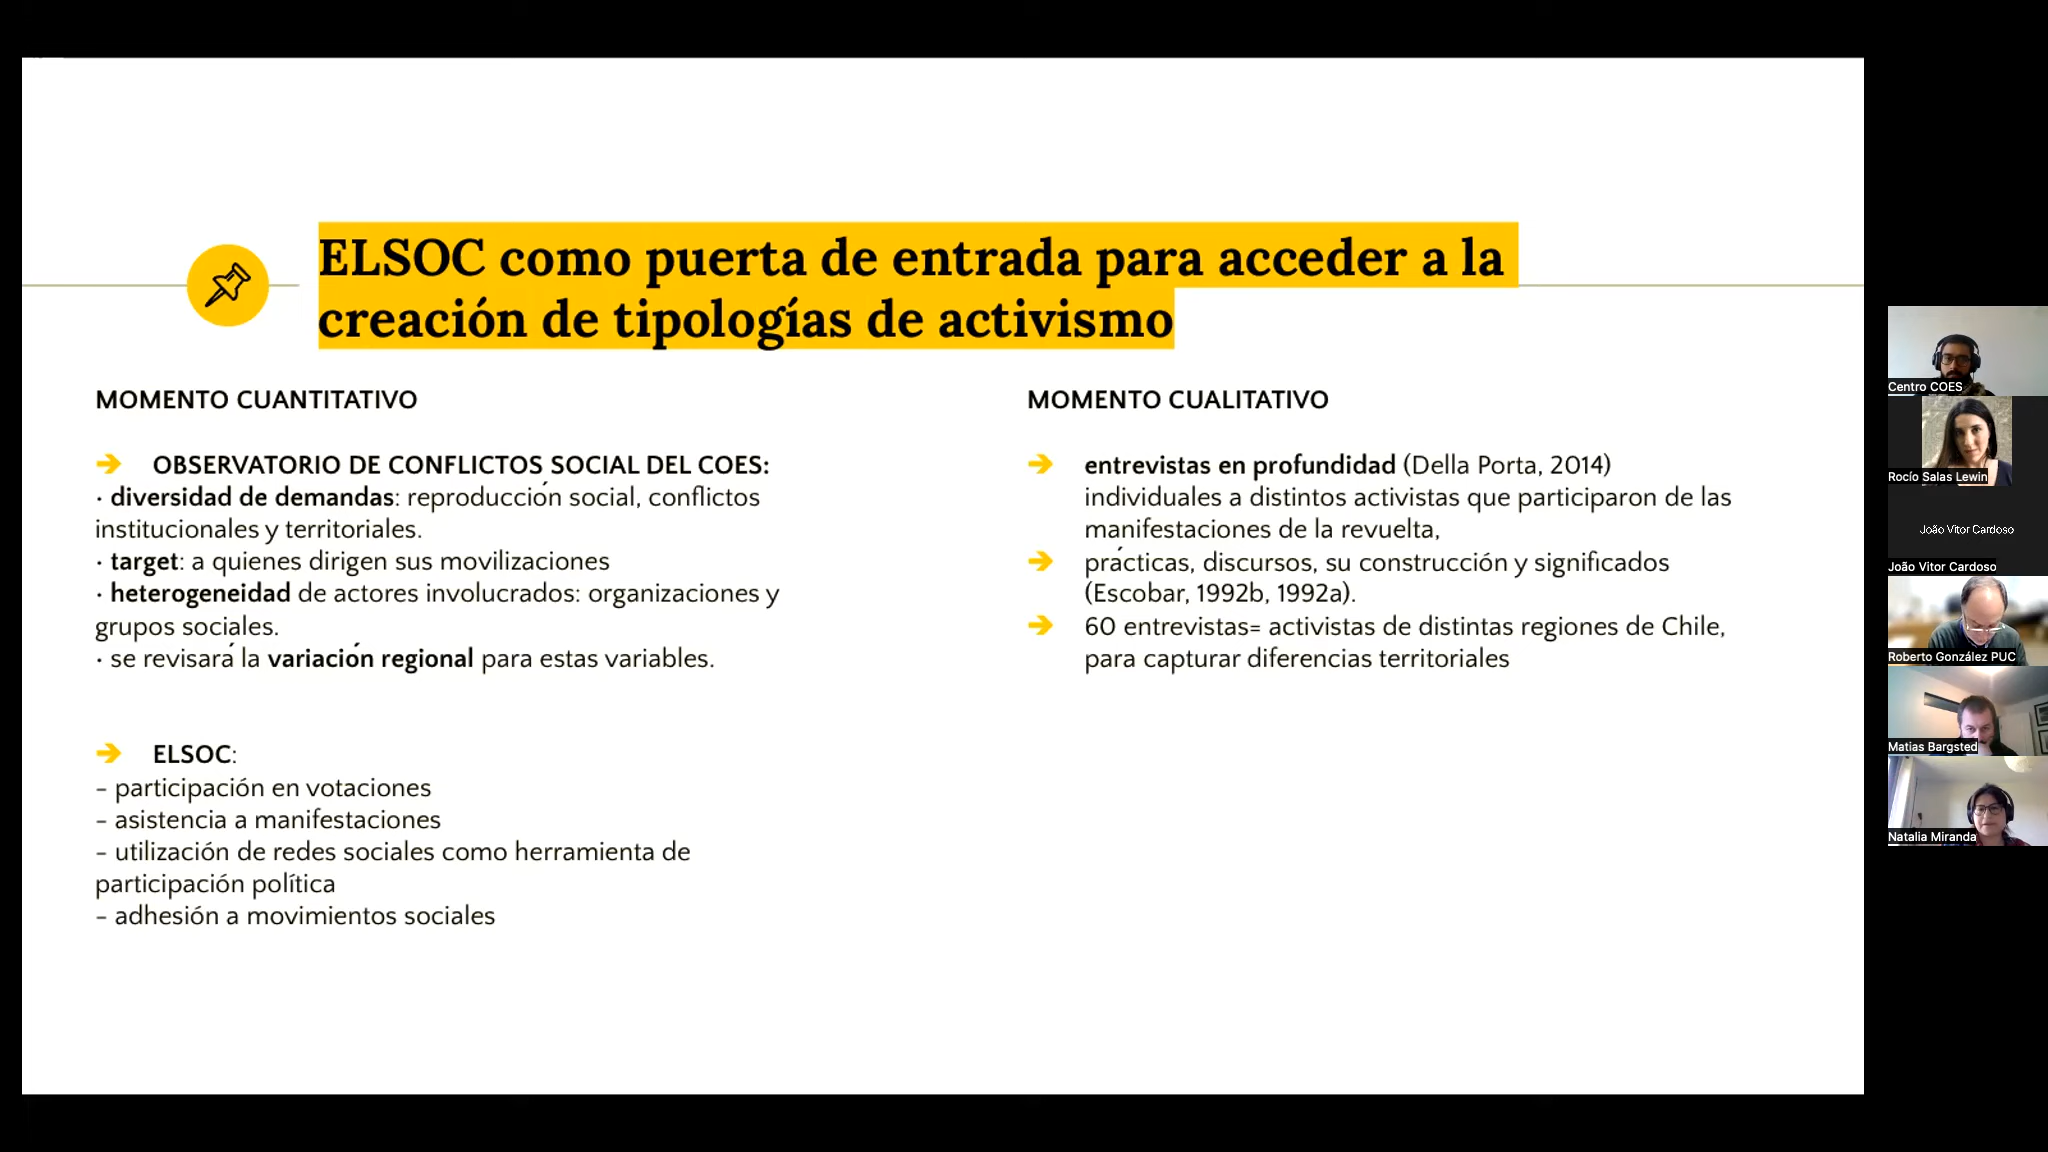 ELSOC como puerta de entrada para acceder a la
creación de tipologías de activismo
MOMENTO CUANTITATIVO
➔ OBSERVATORIO DE CONFLICTOS SOCIAL DEL COES:
· diversidad de demandas: reproducción social, conflictos
institucionales y territoriales.
· target: a quienes dirigen sus movilizaciones
· heterogeneidad de actores involucrados: organizaciones y
grupos sociales.
· se revisará la variación regional para estas variables.
➔ ELSOC:
– participación en votaciones
– asistencia a manifestaciones
– utilización de redes sociales como herramienta de
participación política
– adhesión a movimientos sociales
MOMENTO CUALITATIVO
➔ entrevistas en profundidad (Della Porta, 2014)
individuales a distintos activistas que participaron de las
manifestaciones de la revuelta,
➔ prácticas, discursos, su construcción y significados
(Escobar, 1992b, 1992a).
➔ 60 entrevistas= activistas de distintas regiones de Chile,
para capturar diferencias territoriales
Centro COES
Rocío Salas Lewin
João Vitor Cardoso
João Vitor Cardoso
Roberto González PUC
Matias Bargsted
Natalia Miranda